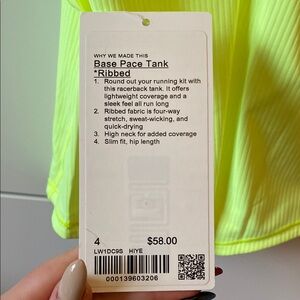 WHY WE MADE THIS
Base Pace Tank
*Ribbed
1. Round out your running kit with
this racerback tank. It offers
lightweight coverage and a
sleek feel all run long
2. Ribbed fabric is four-way
stretch, sweat-wicking, and
quick-drying
3. High neck for added coverage
4. Slim fit, hip length
4 $58.00
LW1DC9S HIYE
000139603206